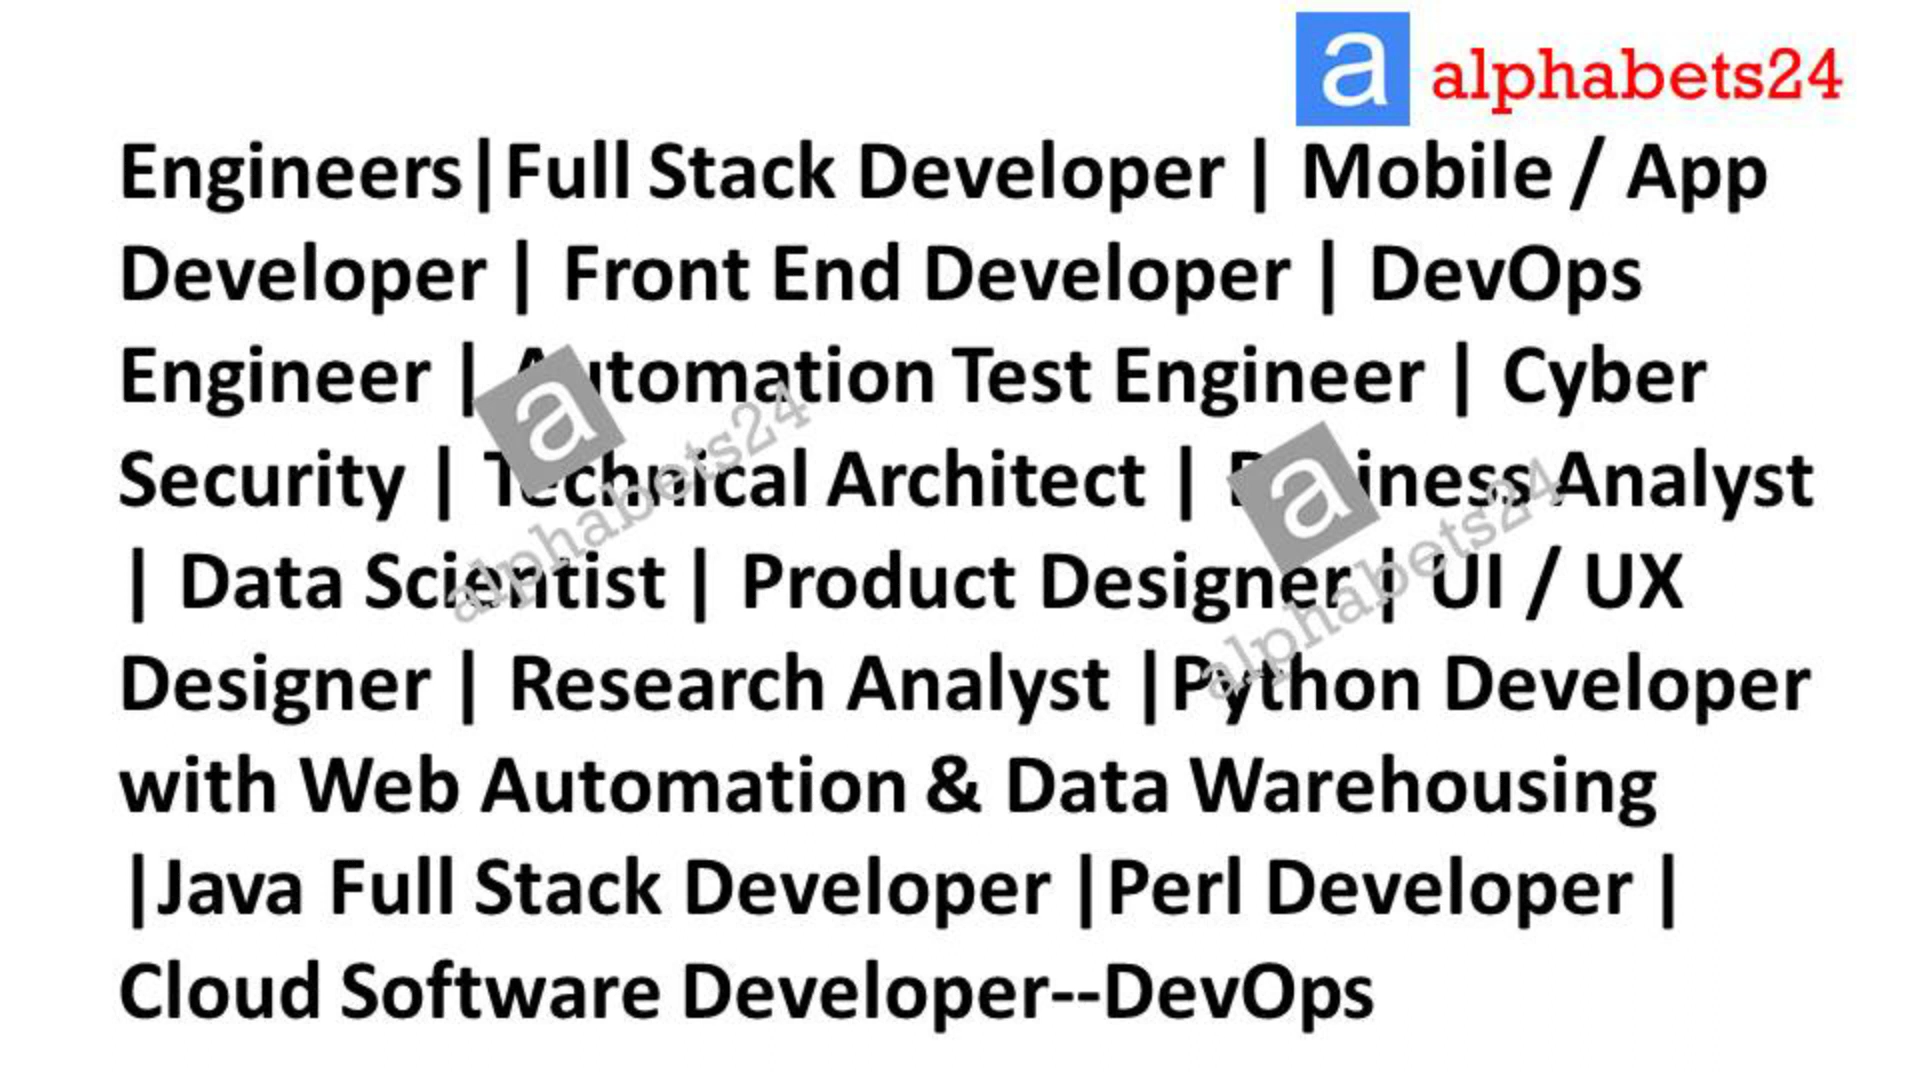 a alphabets24
Engineers|Full Stack Developer | Mobile / App
Developer | Front End Developer | DevOps
Engineer | Automation Test Engineer | Cyber
Security | Technical Architect | Business Analyst
| Data Scientist | Product Designer | UI / UX
Designer | Research Analyst |Python Developer
with Web Automation & Data Warehousing
|Java Full Stack Developer |Perl Developer |
Cloud Software Developer--DevOps
a alphabets24
a alphabets24